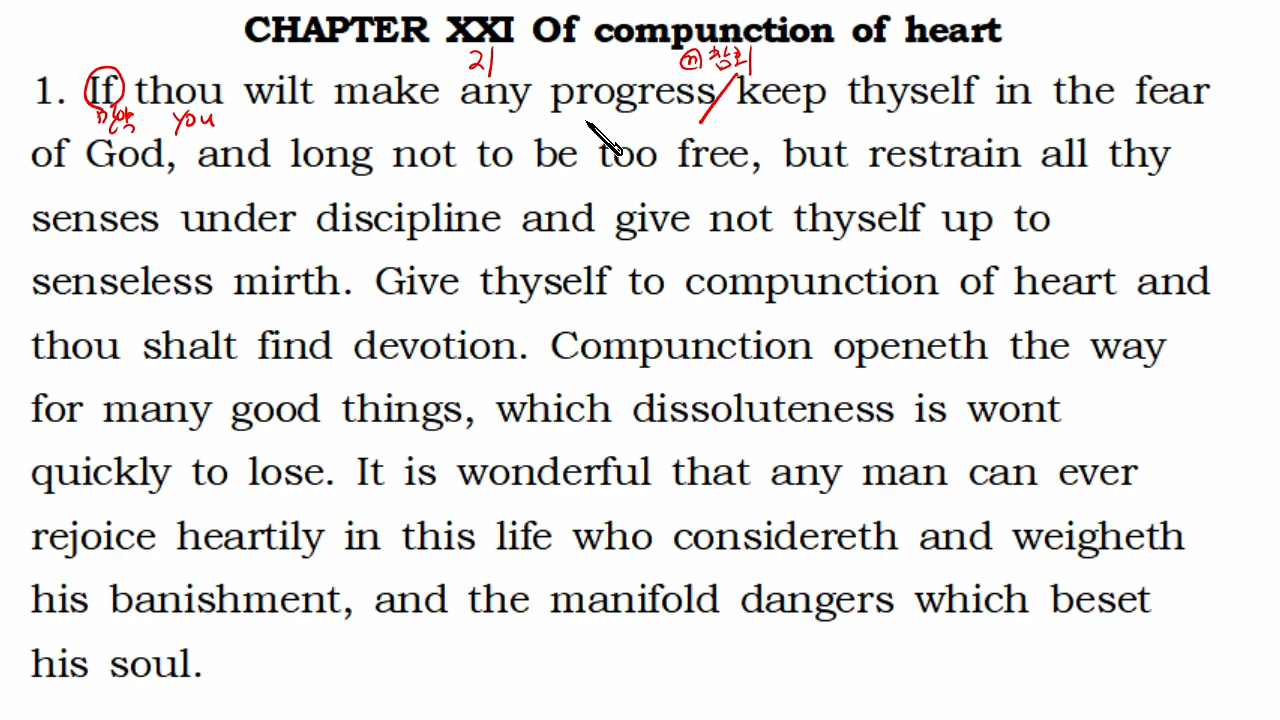 CHAPTER XXI Of compunction of heart
21 ⓝ 참회
1. If thou wilt make any progress keep thyself in the fear
만약 you
of God, and long not to be too free, but restrain all thy
senses under discipline and give not thyself up to
senseless mirth. Give thyself to compunction of heart and
thou shalt find devotion. Compunction openeth the way
for many good things, which dissoluteness is wont
quickly to lose. It is wonderful that any man can ever
rejoice heartily in this life who considereth and weigheth
his banishment, and the manifold dangers which beset
his soul.